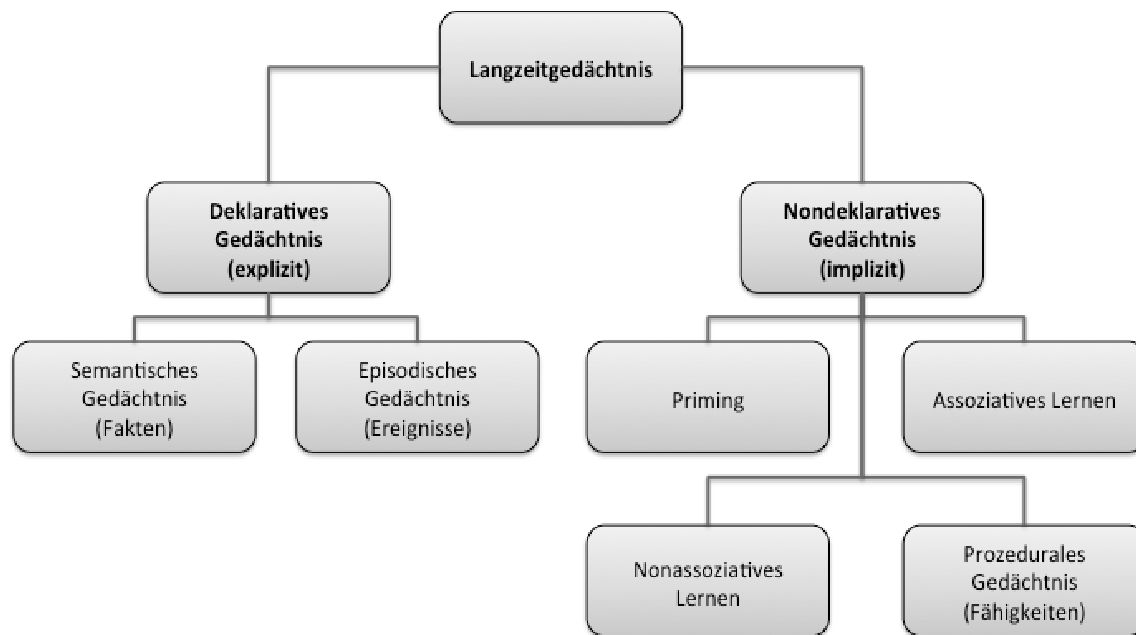 Langzeitgedächtnis
Deklaratives
Gedächtnis
(explizit)
Nondeklaratives
Gedächtnis
(implizit)
Semantisches
Gedächtnis
(Fakten)
Episodisches
Gedächtnis
(Ereignisse)
Priming
Assoziatives Lernen
Nonassoziatives
Lernen
Prozedurales
Gedächtnis
(Fähigkeiten)